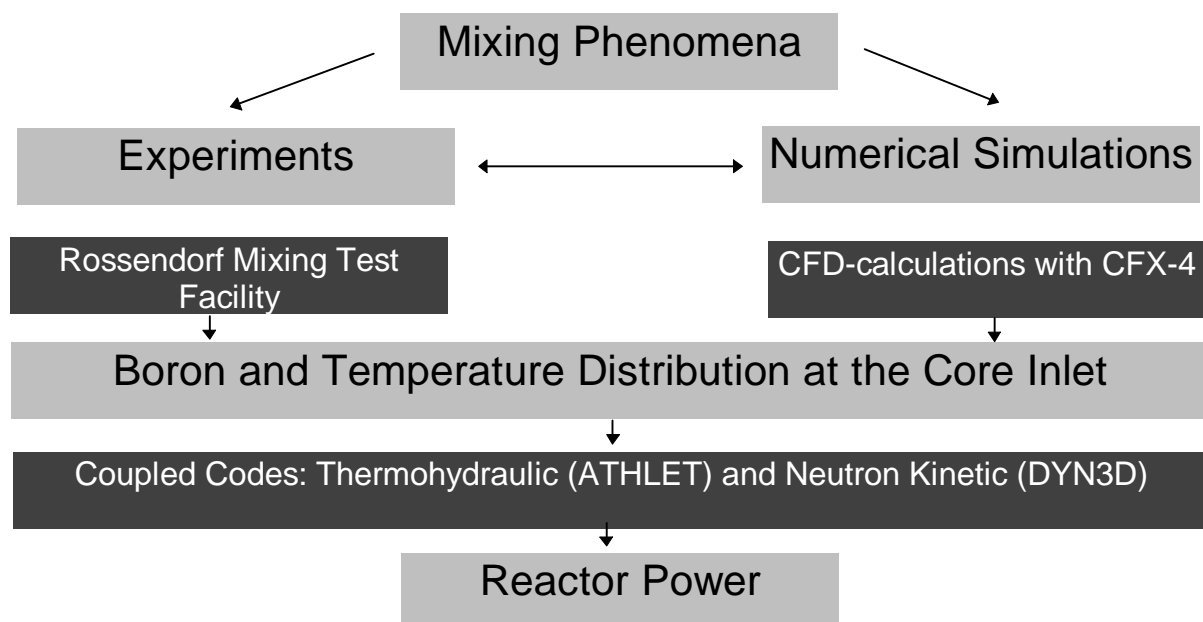 Mixing Phenomena
Experiments
Numerical Simulations
Rossendorf Mixing Test
Facility
CFD-calculations with CFX-4
Boron and Temperature Distribution at the Core Inlet
Coupled Codes: Thermohydraulic (ATHLET) and Neutron Kinetic (DYN3D)
Reactor Power